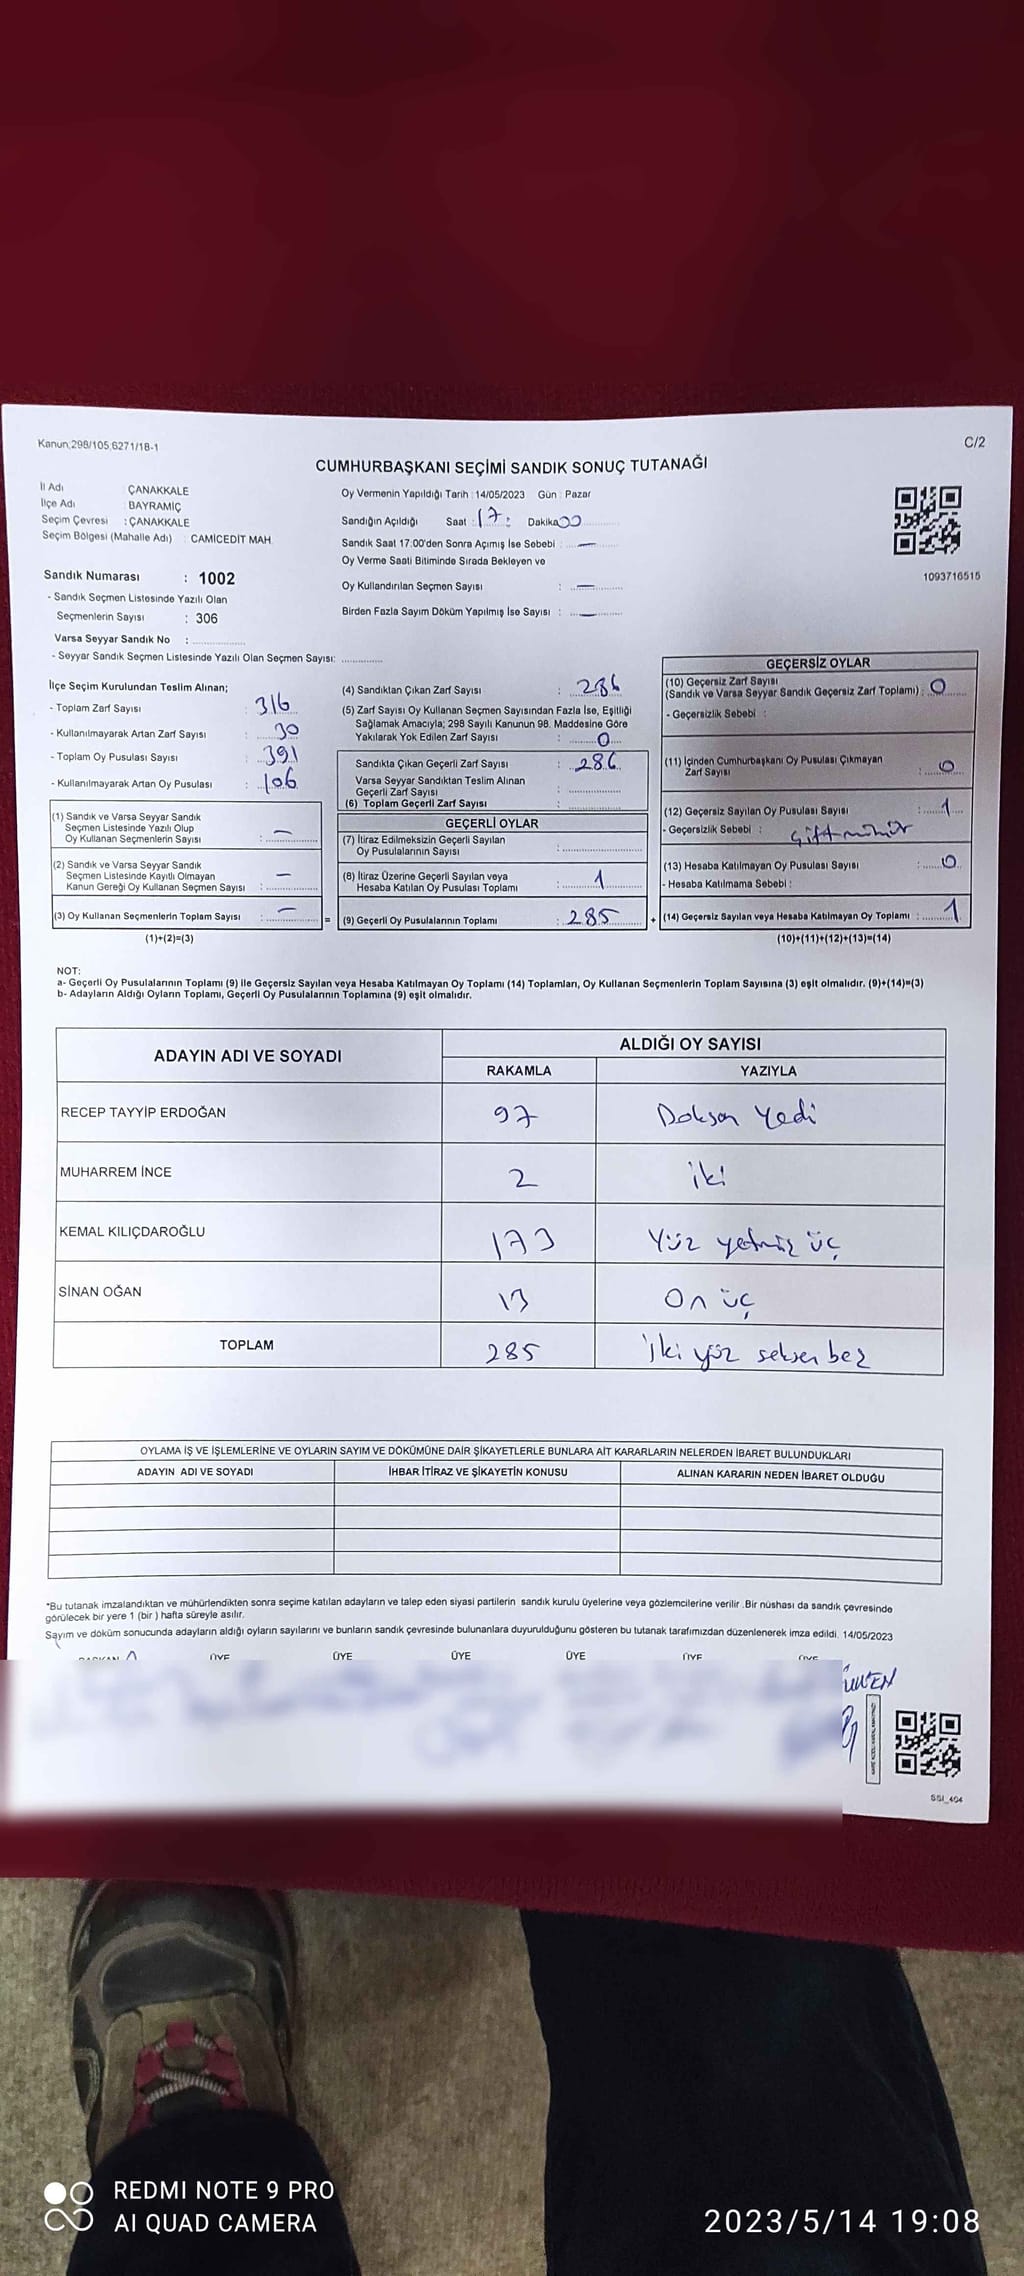 Kanun,298/105,6271/18-1
C/2
CUMHURBAŞKANI SEÇİMİ SANDIK SONUÇ TUTANAĞI
İl Adı : ÇANAKKALE
İlçe Adı : BAYRAMİÇ
Seçim Çevresi : ÇANAKKALE
Seçim Bölgesi (Mahalle Adı) : CAMİCEDİT MAH.
Oy Vermenin Yapıldığı Tarih : 14/05/2023 Gün : Pazar
Sandığın Açıldığı Saat : 17 : Dakika 00
Sandık Saat 17.00'den Sonra Açımış İse Sebebi : —
Oy Verme Saati Bitiminde Sırada Bekleyen ve
Oy Kullandırılan Seçmen Sayısı : —
Birden Fazla Sayım Döküm Yapılmış İse Sayısı : —
1093716515
Sandık Numarası : 1002
- Sandık Seçmen Listesinde Yazılı Olan
Seçmenlerin Sayısı : 306
Varsa Seyyar Sandık No :
- Seyyar Sandık Seçmen Listesinde Yazılı Olan Seçmen Sayısı:
İlçe Seçim Kurulundan Teslim Alınan;
- Toplam Zarf Sayısı : 316
- Kullanılmayarak Artan Zarf Sayısı : 30
- Toplam Oy Pusulası Sayısı : 391
- Kullanılmayarak Artan Oy Pusulası : 106
(1) Sandık ve Varsa Seyyar Sandık
Seçmen Listesinde Yazılı Olup
Oy Kullanan Seçmenlerin Sayısı : —
(2) Sandık ve Varsa Seyyar Sandık
Seçmen Listesinde Kayıtlı Olmayan
Kanun Gereği Oy Kullanan Seçmen Sayısı : —
(3) Oy Kullanan Seçmenlerin Toplam Sayısı : — =
(1)+(2)=(3)
(4) Sandıktan Çıkan Zarf Sayısı : 286
(5) Zarf Sayısı Oy Kullanan Seçmen Sayısından Fazla İse, Eşitliği
Sağlamak Amacıyla; 298 Sayılı Kanunun 98. Maddesine Göre
Yakılarak Yok Edilen Zarf Sayısı : 0
Sandıkta Çıkan Geçerli Zarf Sayısı : 286
Varsa Seyyar Sandıktan Teslim Alınan
Geçerli Zarf Sayısı :
(6) Toplam Geçerli Zarf Sayısı :
GEÇERLİ OYLAR
(7) İtiraz Edilmeksizin Geçerli Sayılan
Oy Pusulalarının Sayısı :
(8) İtiraz Üzerine Geçerli Sayılan veya
Hesaba Katılan Oy Pusulası Toplamı : 1
(9) Geçerli Oy Pusulalarının Toplamı : 285 +
GEÇERSİZ OYLAR
(10) Geçersiz Zarf Sayısı
(Sandık ve Varsa Seyyar Sandık Geçersiz Zarf Toplamı) : 0
- Geçersizlik Sebebi :
(11) İçinden Cumhurbaşkanı Oy Pusulası Çıkmayan
Zarf Sayısı : 0
(12) Geçersiz Sayılan Oy Pusulası Sayısı : 1
- Geçersizlik Sebebi : Çift mühür
(13) Hesaba Katılmayan Oy Pusulası Sayısı : 0
- Hesaba Katılmama Sebebi :
(14) Geçersiz Sayılan veya Hesaba Katılmayan Oy Toplamı : 1
(10)+(11)+(12)+(13)=(14)
NOT:
a- Geçerli Oy Pusulalarının Toplamı (9) ile Geçersiz Sayılan veya Hesaba Katılmayan Oy Toplamı (14) Toplamları, Oy Kullanan Seçmenlerin Toplam Sayısına (3) eşit olmalıdır. (9)+(14)=(3)
b- Adayların Aldığı Oyların Toplamı, Geçerli Oy Pusulalarının Toplamına (9) eşit olmalıdır.
ADAYIN ADI VE SOYADI ALDIĞI OY SAYISI
RAKAMLA YAZIYLA
RECEP TAYYİP ERDOĞAN 97 Doksan Yedi
MUHARREM İNCE 2 iki
KEMAL KILIÇDAROĞLU 173 Yüz yetmiş üç
SİNAN OĞAN 13 On üç
TOPLAM 285 İki yüz seksen beş
OYLAMA İŞ VE İŞLEMLERİNE VE OYLARIN SAYIM VE DÖKÜMÜNE DAİR ŞİKAYETLERLE BUNLARA AİT KARARLARIN NELERDEN İBARET BULUNDUKLARI
ADAYIN ADI VE SOYADI İHBAR İTİRAZ VE ŞİKAYETİN KONUSU ALINAN KARARIN NEDEN İBARET OLDUĞU
"Bu tutanak imzalandıktan ve mühürlendikten sonra seçime katılan adayların ve talep eden siyasi partilerin sandık kurulu üyelerine veya gözlemcilerine verilir .Bir nüshası da sandık çevresinde
görülecek bir yere 1 (bir ) hafta süreyle asılır.
Sayım ve döküm sonucunda adayların aldığı oyların sayılarını ve bunların sandık çevresinde bulunanlara duyurulduğunu gösteren bu tutanak tarafımızdan düzenlenerek imza edildi. 14/05/2023
BAŞKAN ÜYE ÜYE ÜYE ÜYE ÜYE ÜYE
SSI_404
REDMI NOTE 9 PRO
AI QUAD CAMERA
2023/5/14 19:08